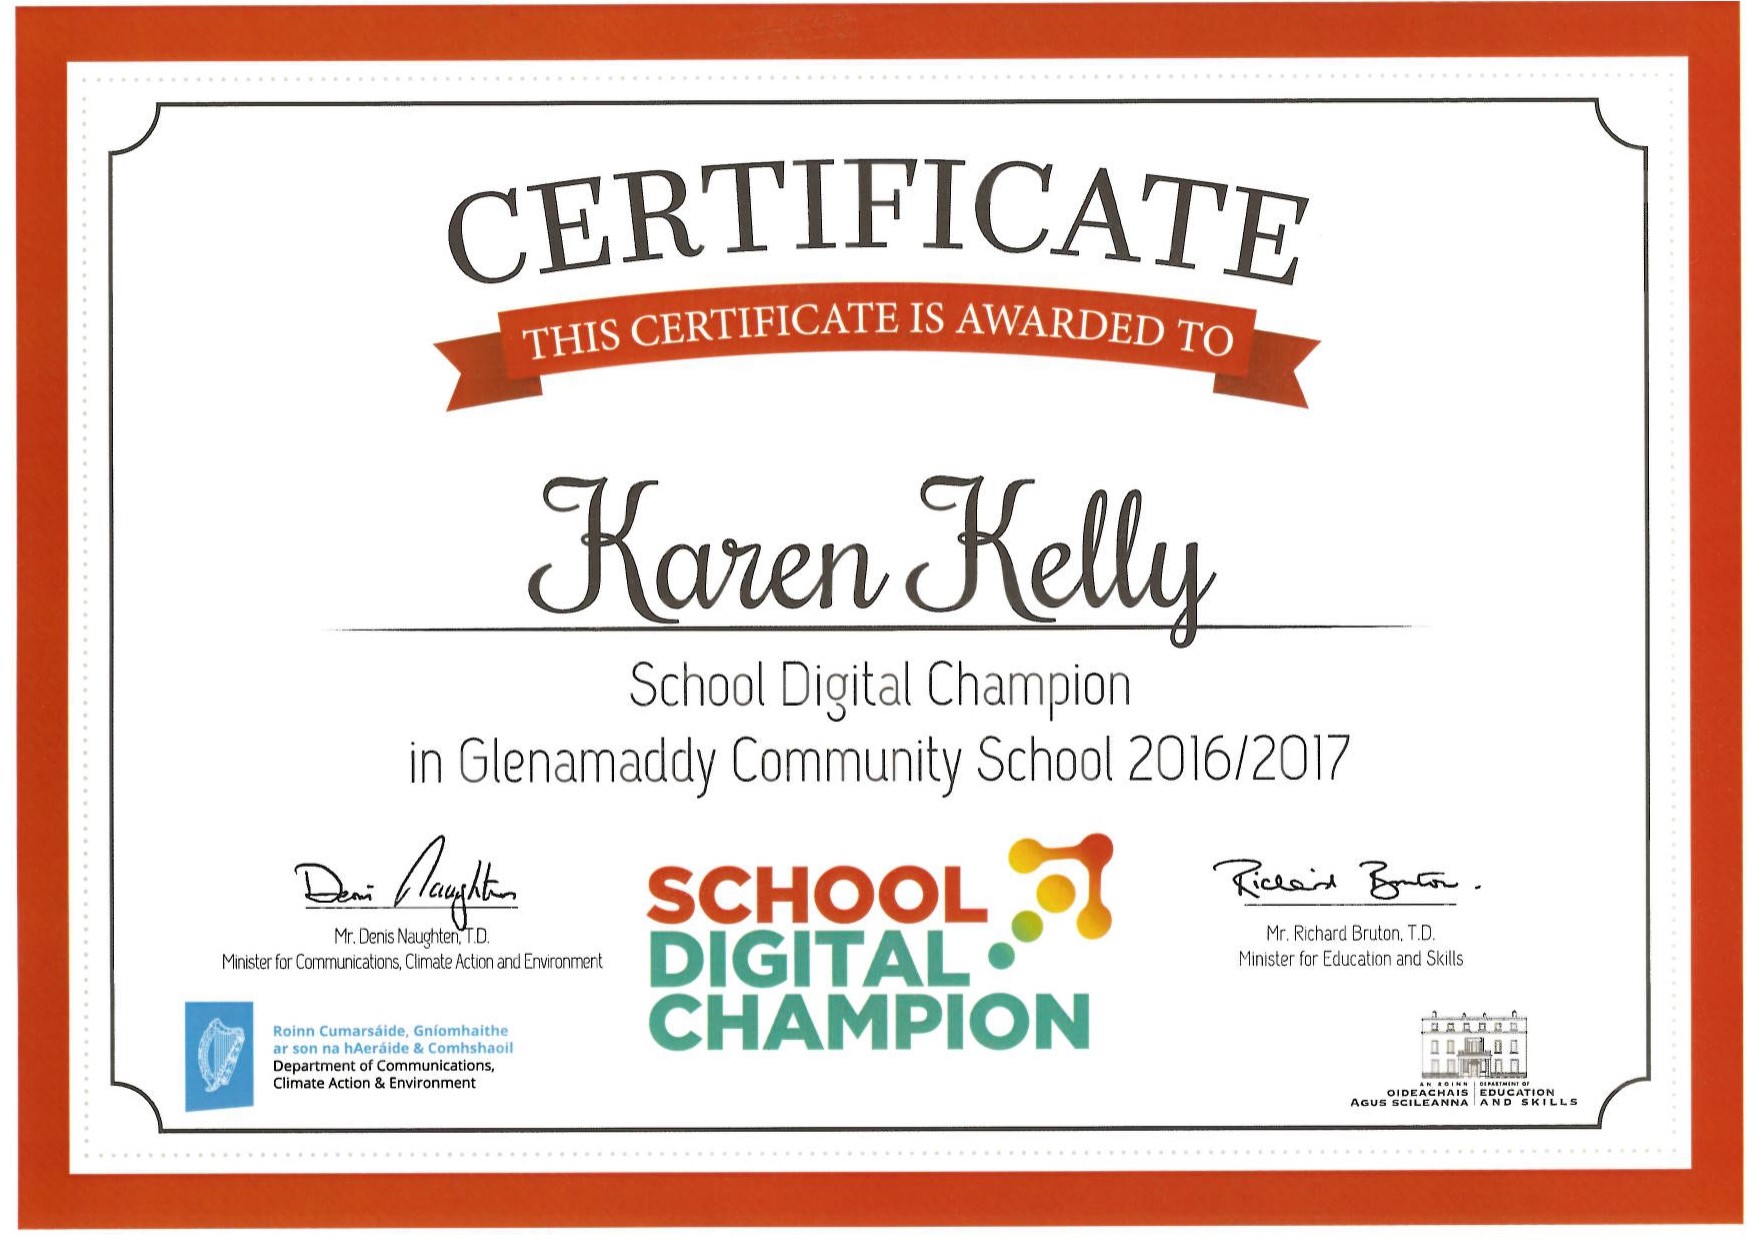 CERTIFICATE
THIS CERTIFICATE IS AWARDED TO
Karen Kelly
School Digital Champion
in Glenamaddy Community School 2016/2017
Denis Naughten
Mr. Denis Naughten, T.D.
Minister for Communications, Climate Action and Environment
Roinn Cumarsáide, Gníomhaithe
ar son na hAeráide & Comhshaoil
Department of Communications,
Climate Action & Environment
SCHOOL
DIGITAL
CHAMPION
Richard Bruton.
Mr. Richard Bruton, T.D.
Minister for Education and Skills
AN ROINN | DEPARTMENT OF
OIDEACHAIS | EDUCATION
AGUS SCILEANNA | AND SKILLS